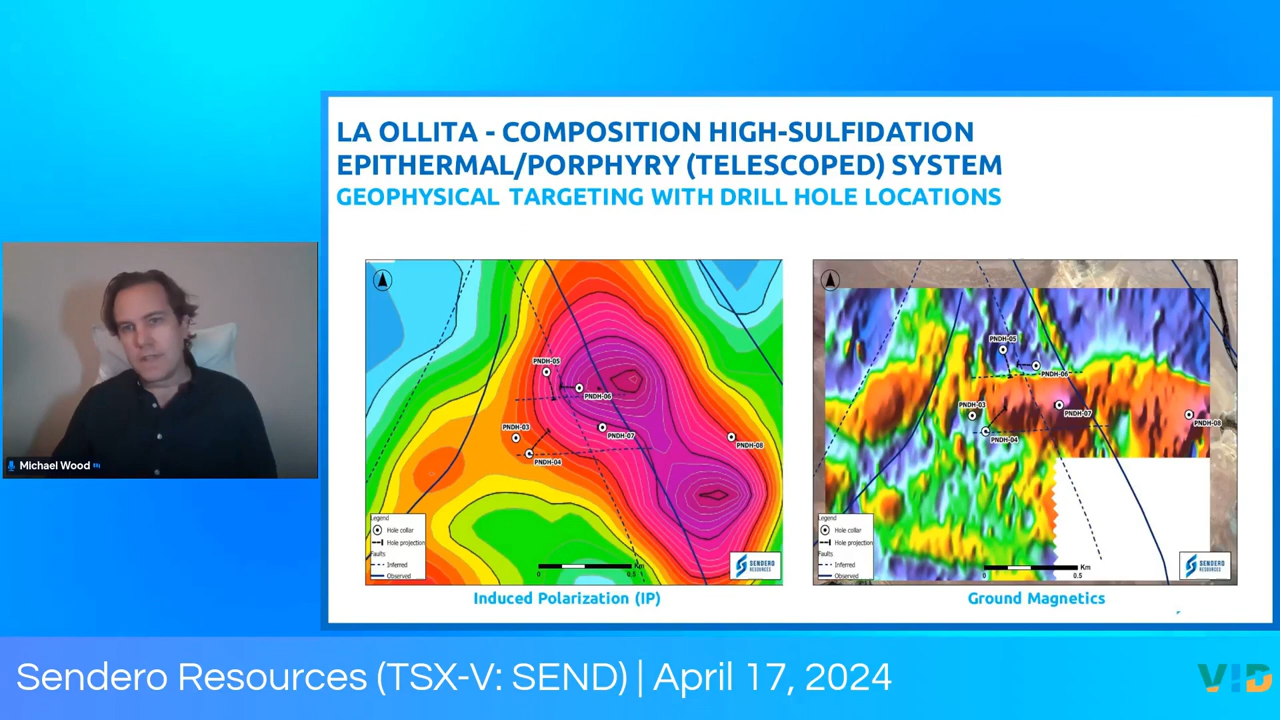 LA OLLITA - COMPOSITION HIGH-SULFIDATION
EPITHERMAL/PORPHYRY (TELESCOPED) SYSTEM
GEOPHYSICAL TARGETING WITH DRILL HOLE LOCATIONS
Michael Wood
PNDH-05
PNDH-06
PNDH-03
PNDH-07
PNDH-04
PNDH-08
Legend
Hole collar
Hole projection
Faults
Inferred
Observed
0
0.5
Km
SENDERO
RESOURCES
Induced Polarization (IP)
PNDH-05
PNDH-06
PNDH-03
PNDH-07
PNDH-04
PNDH-08
Legend
Hole collar
Hole projection
Faults
Inferred
Observed
0
0.5
Km
SENDERO
RESOURCES
Ground Magnetics
Sendero Resources (TSX-V: SEND) | April 17, 2024
VID